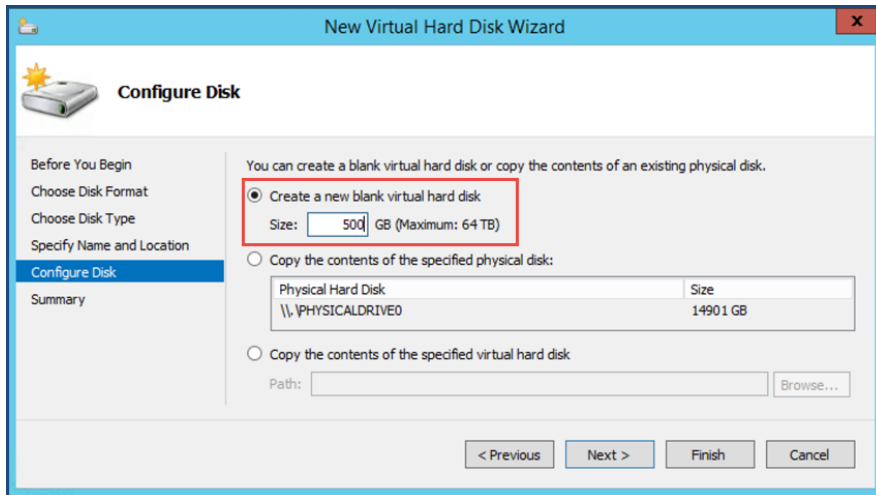 New Virtual Hard Disk Wizard
x
Configure Disk
Before You Begin
Choose Disk Format
Choose Disk Type
Specify Name and Location
Configure Disk
Summary
You can create a blank virtual hard disk or copy the contents of an existing physical disk.
Create a new blank virtual hard disk
Size: 500 GB (Maximum: 64 TB)
Copy the contents of the specified physical disk:
Physical Hard Disk Size
\\.\PHYSICALDRIVE0 14901 GB
Copy the contents of the specified virtual hard disk
Path: Browse...
< Previous Next > Finish Cancel